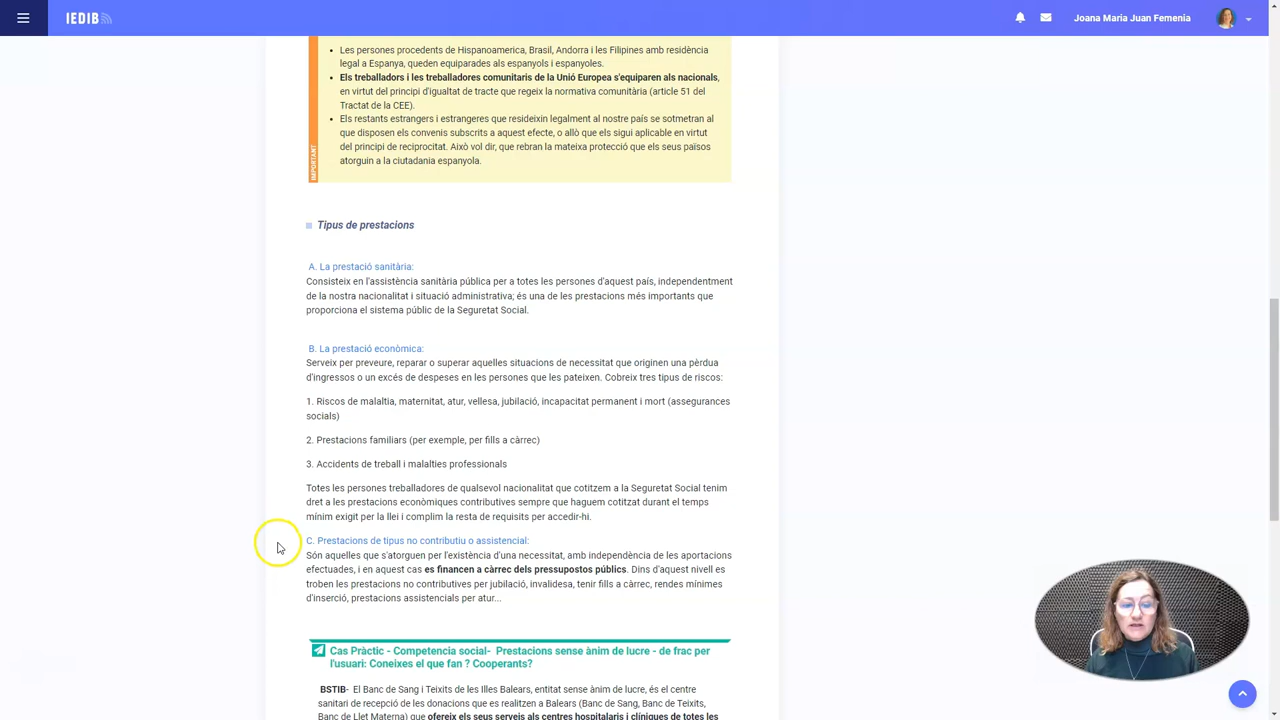 IEDIB
Joana Maria Juan Femenia
Les persones procedents de Hispanoamerica, Brasil, Andorra i les Filipines amb residència
legal a Espanya, queden equiparades als espanyols i espanyoles.
Els treballadors i les treballadores comunitaris de la Unió Europea s'equiparen als nacionals,
en virtut del principi d'igualtat de tracte que regeix la normativa comunitària (article 51 del
Tractat de la CEE).
Els restants estrangers i estrangeres que resideixin legalment al nostre país se sotmetran al
que disposen els convenis subscrits a aquest efecte, o allò que els sigui aplicable en virtut
del principi de reciprocitat. Això vol dir, que rebran la mateixa protecció que els seus països
atorguin a la ciutadania espanyola.
IMPORTANT
Tipus de prestacions
A. La prestació sanitària:
Consisteix en l'assistència sanitària pública per a totes les persones d'aquest país, independentment
de la nostra nacionalitat i situació administrativa; és una de les prestacions més importants que
proporciona el sistema públic de la Seguretat Social.
B. La prestació econòmica:
Serveix per preveure, reparar o superar aquelles situacions de necessitat que originen una pèrdua
d'ingressos o un excés de despeses en les persones que les pateixen. Cobreix tres tipus de riscos:
1. Riscos de malaltia, maternitat, atur, vellesa, jubilació, incapacitat permanent i mort (assegurances
socials)
2. Prestacions familiars (per exemple, per fills a càrrec)
3. Accidents de treball i malalties professionals
Totes les persones treballadores de qualsevol nacionalitat que cotitzem a la Seguretat Social tenim
dret a les prestacions econòmiques contributives sempre que haguem cotitzat durant el temps
mínim exigit per la llei i complim la resta de requisits per accedir-hi.
C. Prestacions de tipus no contributiu o assistencial:
Són aquelles que s'atorguen per l'existència d'una necessitat, amb independència de les aportacions
efectuades, i en aquest cas es financen a càrrec dels pressupostos públics. Dins d'aquest nivell es
troben les prestacions no contributives per jubilació, invalidesa, tenir fills a càrrec, rendes mínimes
d'inserció, prestacions assistencials per atur...
Cas Pràctic - Competencia social- Prestacions sense ànim de lucre - de frac per
l'usuari: Coneixes el que fan ? Cooperants?
BSTIB- El Banc de Sang i Teixits de les Illes Balears, entitat sense ànim de lucre, és el centre
sanitari de recepció de les donacions que es realitzen a Balears (Banc de Sang, Banc de Teixits,
Banc de Llet Materna) que ofereix els seus serveis als centres hospitalaris i clíniques de totes les